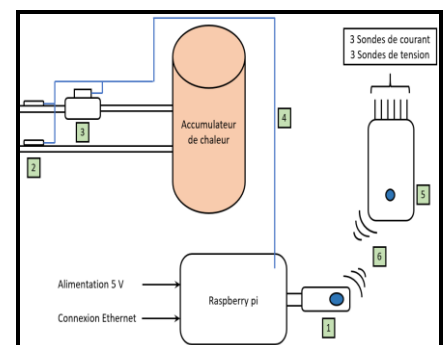 3 Sondes de courant
3 Sondes de tension
Accumulateur
de chaleur
4
3
2
5
6
Alimentation 5 V
Raspberry pi
Connexion Ethernet
1